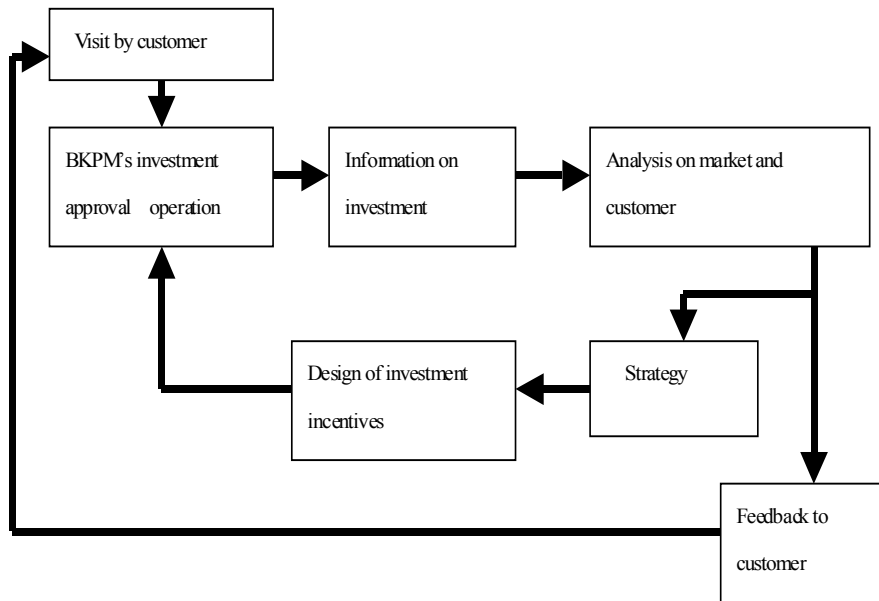 Visit by customer
BKPM's investment
approval operation
Information on
investment
Analysis on market and
customer
Design of investment
incentives
Strategy
Feedback to
customer